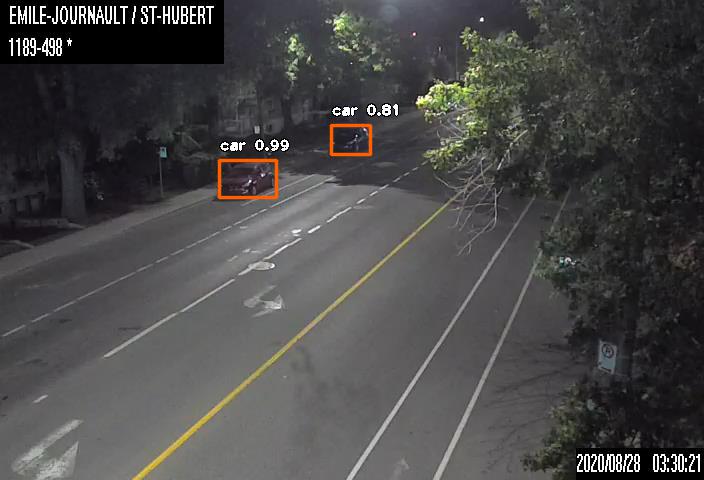 EMILE-JOURNAULT / ST-HUBERT
1189-498 *
car 0.81
car 0.99
2020/08/28 03:30:21